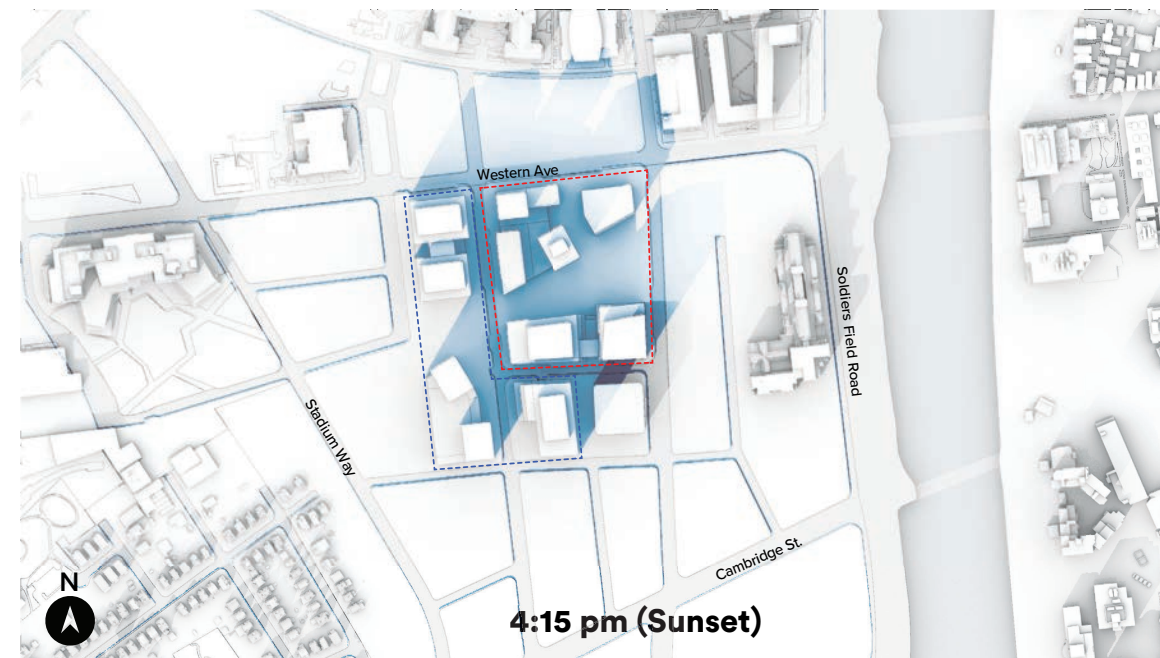 Western Ave
Soldiers Field Road
Stadium Way
Cambridge St.
N
4:15 pm (Sunset)